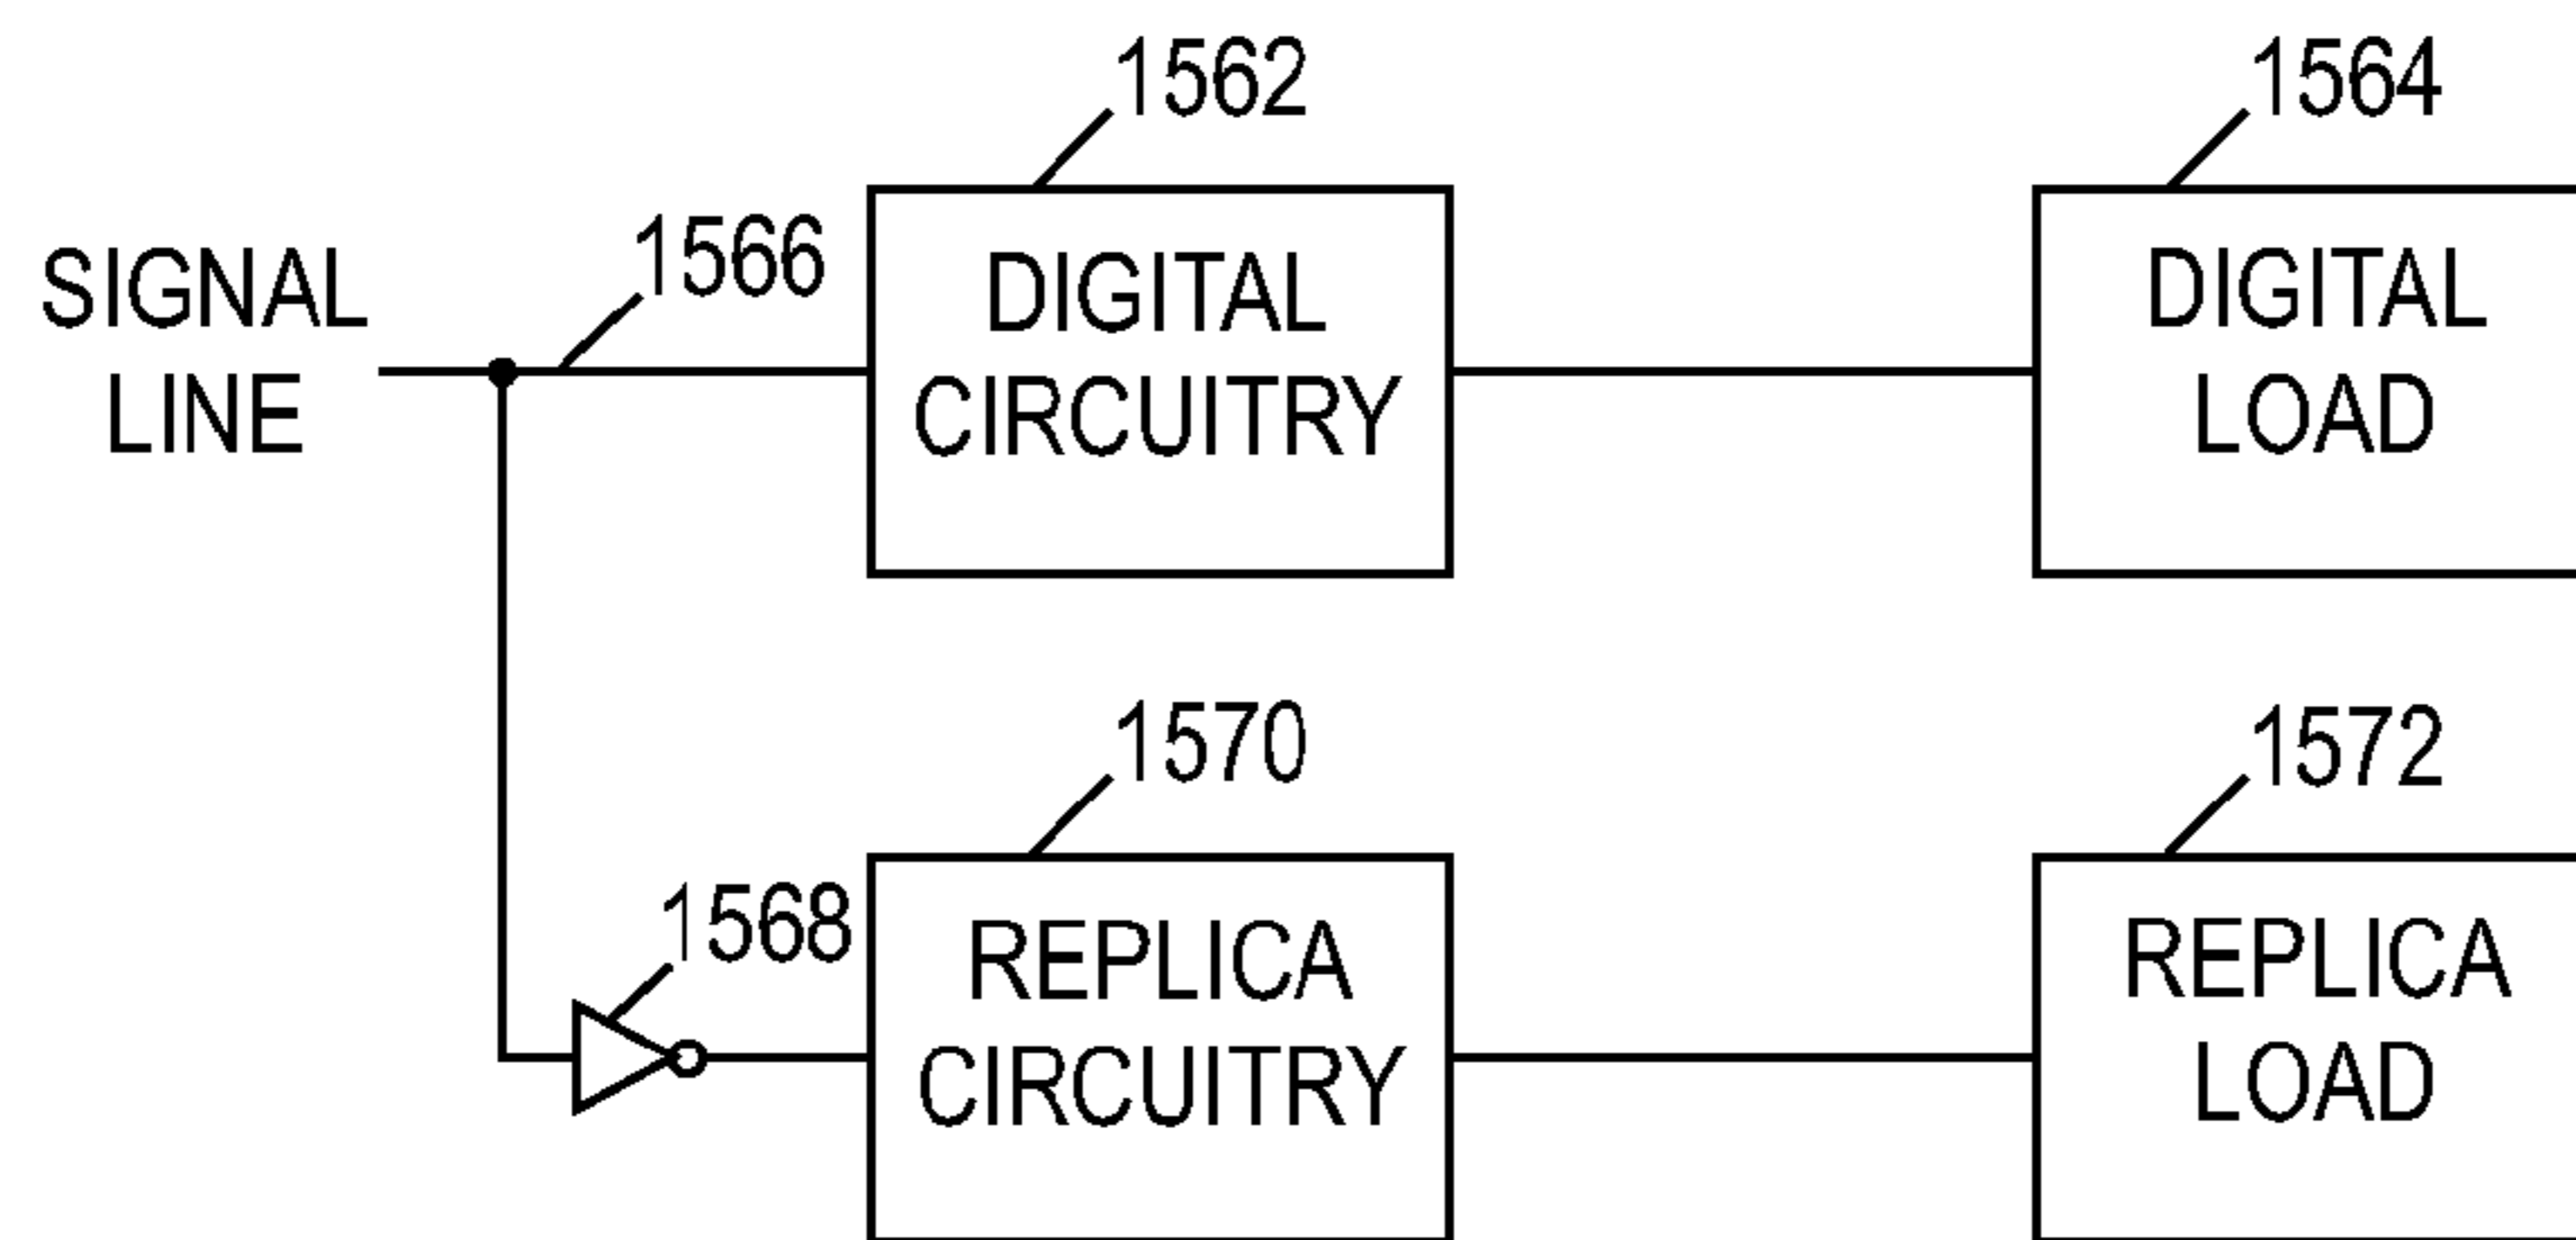 1562
1564
1566
SIGNAL
LINE
DIGITAL
CIRCUITRY
DIGITAL
LOAD
1570
1572
1568
REPLICA
CIRCUITRY
REPLICA
LOAD